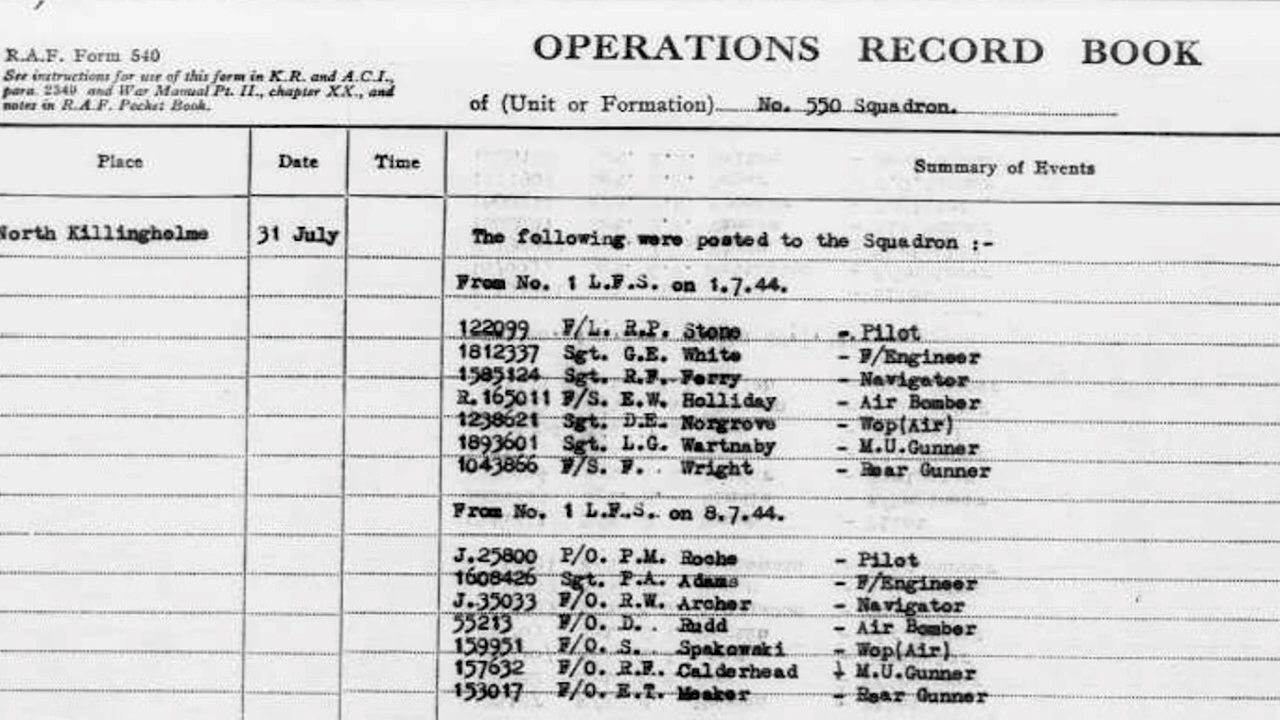 OPERATIONS RECORD BOOK
R.A.F. Form 540
See instructions for use of this form in K.R. and A.C.I.,
para. 2349 and War Manual Pt. II., chapter XX., and
notes in R.A.F. Pocket Book.
of (Unit or Formation) No. 550 Squadron.
Place Date Time Summary of Events
North Killingholme 31 July The following were posted to the Squadron :-
From No. 1 L.F.S. on 1.7.44.
122099 F/L. R.P. Stone - Pilot
1812337 Sgt. G.E. White - F/Engineer
1585124 Sgt. R.F. Ferry - Navigator
R.165011 F/S. E.W. Holliday - Air Bomber
1238621 Sgt. D.E. Norgrove - Wop(Air)
1893601 Sgt. L.G. Wartnaby - M.U.Gunner
1043866 F/S. F. Wright - Rear Gunner
From No. 1 L.F.S. on 8.7.44.
J.25800 P/O. P.M. Roche - Pilot
1608426 Sgt. P.A. Adams - F/Engineer
J.35033 F/O. R.W. Archer - Navigator
55213 F/O. D. Rudd - Air Bomber
159951 F/O. S. Spakowski - Wop(Air)
157632 F/O. R.F. Calderhead - M.U.Gunner
153017 F/O. E.T. Meaker - Rear Gunner